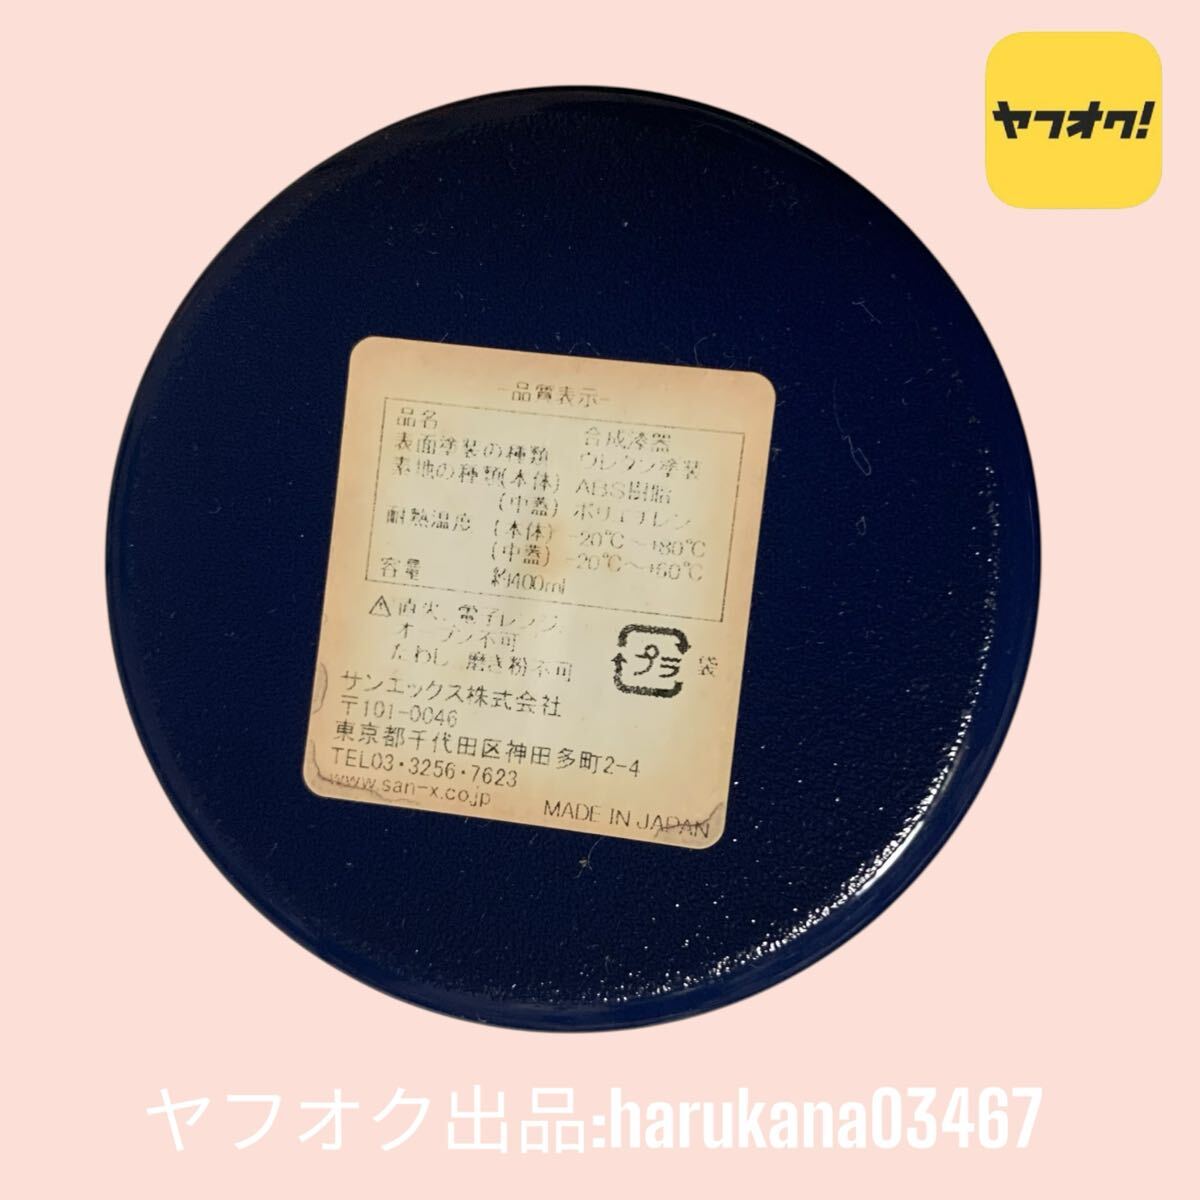 ヤフオク!
-品質表示-
品名 合成漆器
表面塗装の種類 ウレタン塗装
素地の種類(本体) ABS樹脂
(中蓋) ポリエチレン
耐熱温度 (本体) -20℃~+80℃
(中蓋) -20℃~+60℃
容量 約400ml
⚠直火、電子レンジ、
オーブン不可
たわし、磨き粉不可
プラ 袋
サンエックス株式会社
〒101-0046
東京都千代田区神田多町2-4
TEL03・3256・7623
www.san-x.co.jp
MADE IN JAPAN
ヤフオク出品:harukana03467